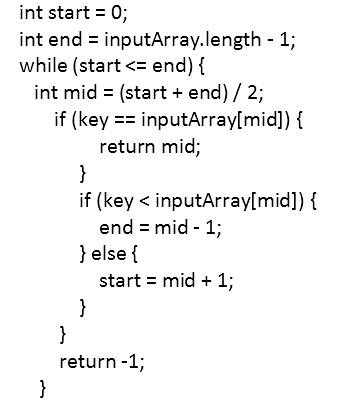 int start = 0;
int end = inputArray.length - 1;
while (start <= end) {
int mid = (start + end) / 2;
if (key == inputArray[mid]) {
return mid;
}
if (key < inputArray[mid]) {
end = mid - 1;
} else {
start = mid + 1;
}
}
return -1;
}